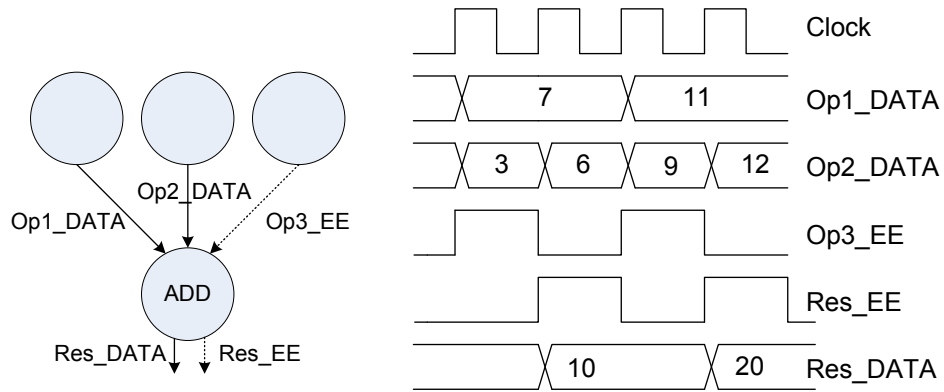 Op1_DATA
Op2_DATA
Op3_EE
ADD
Res_DATA
Res_EE
Clock
7
11
Op1_DATA
3
6
9
12
Op2_DATA
Op3_EE
Res_EE
10
20
Res_DATA